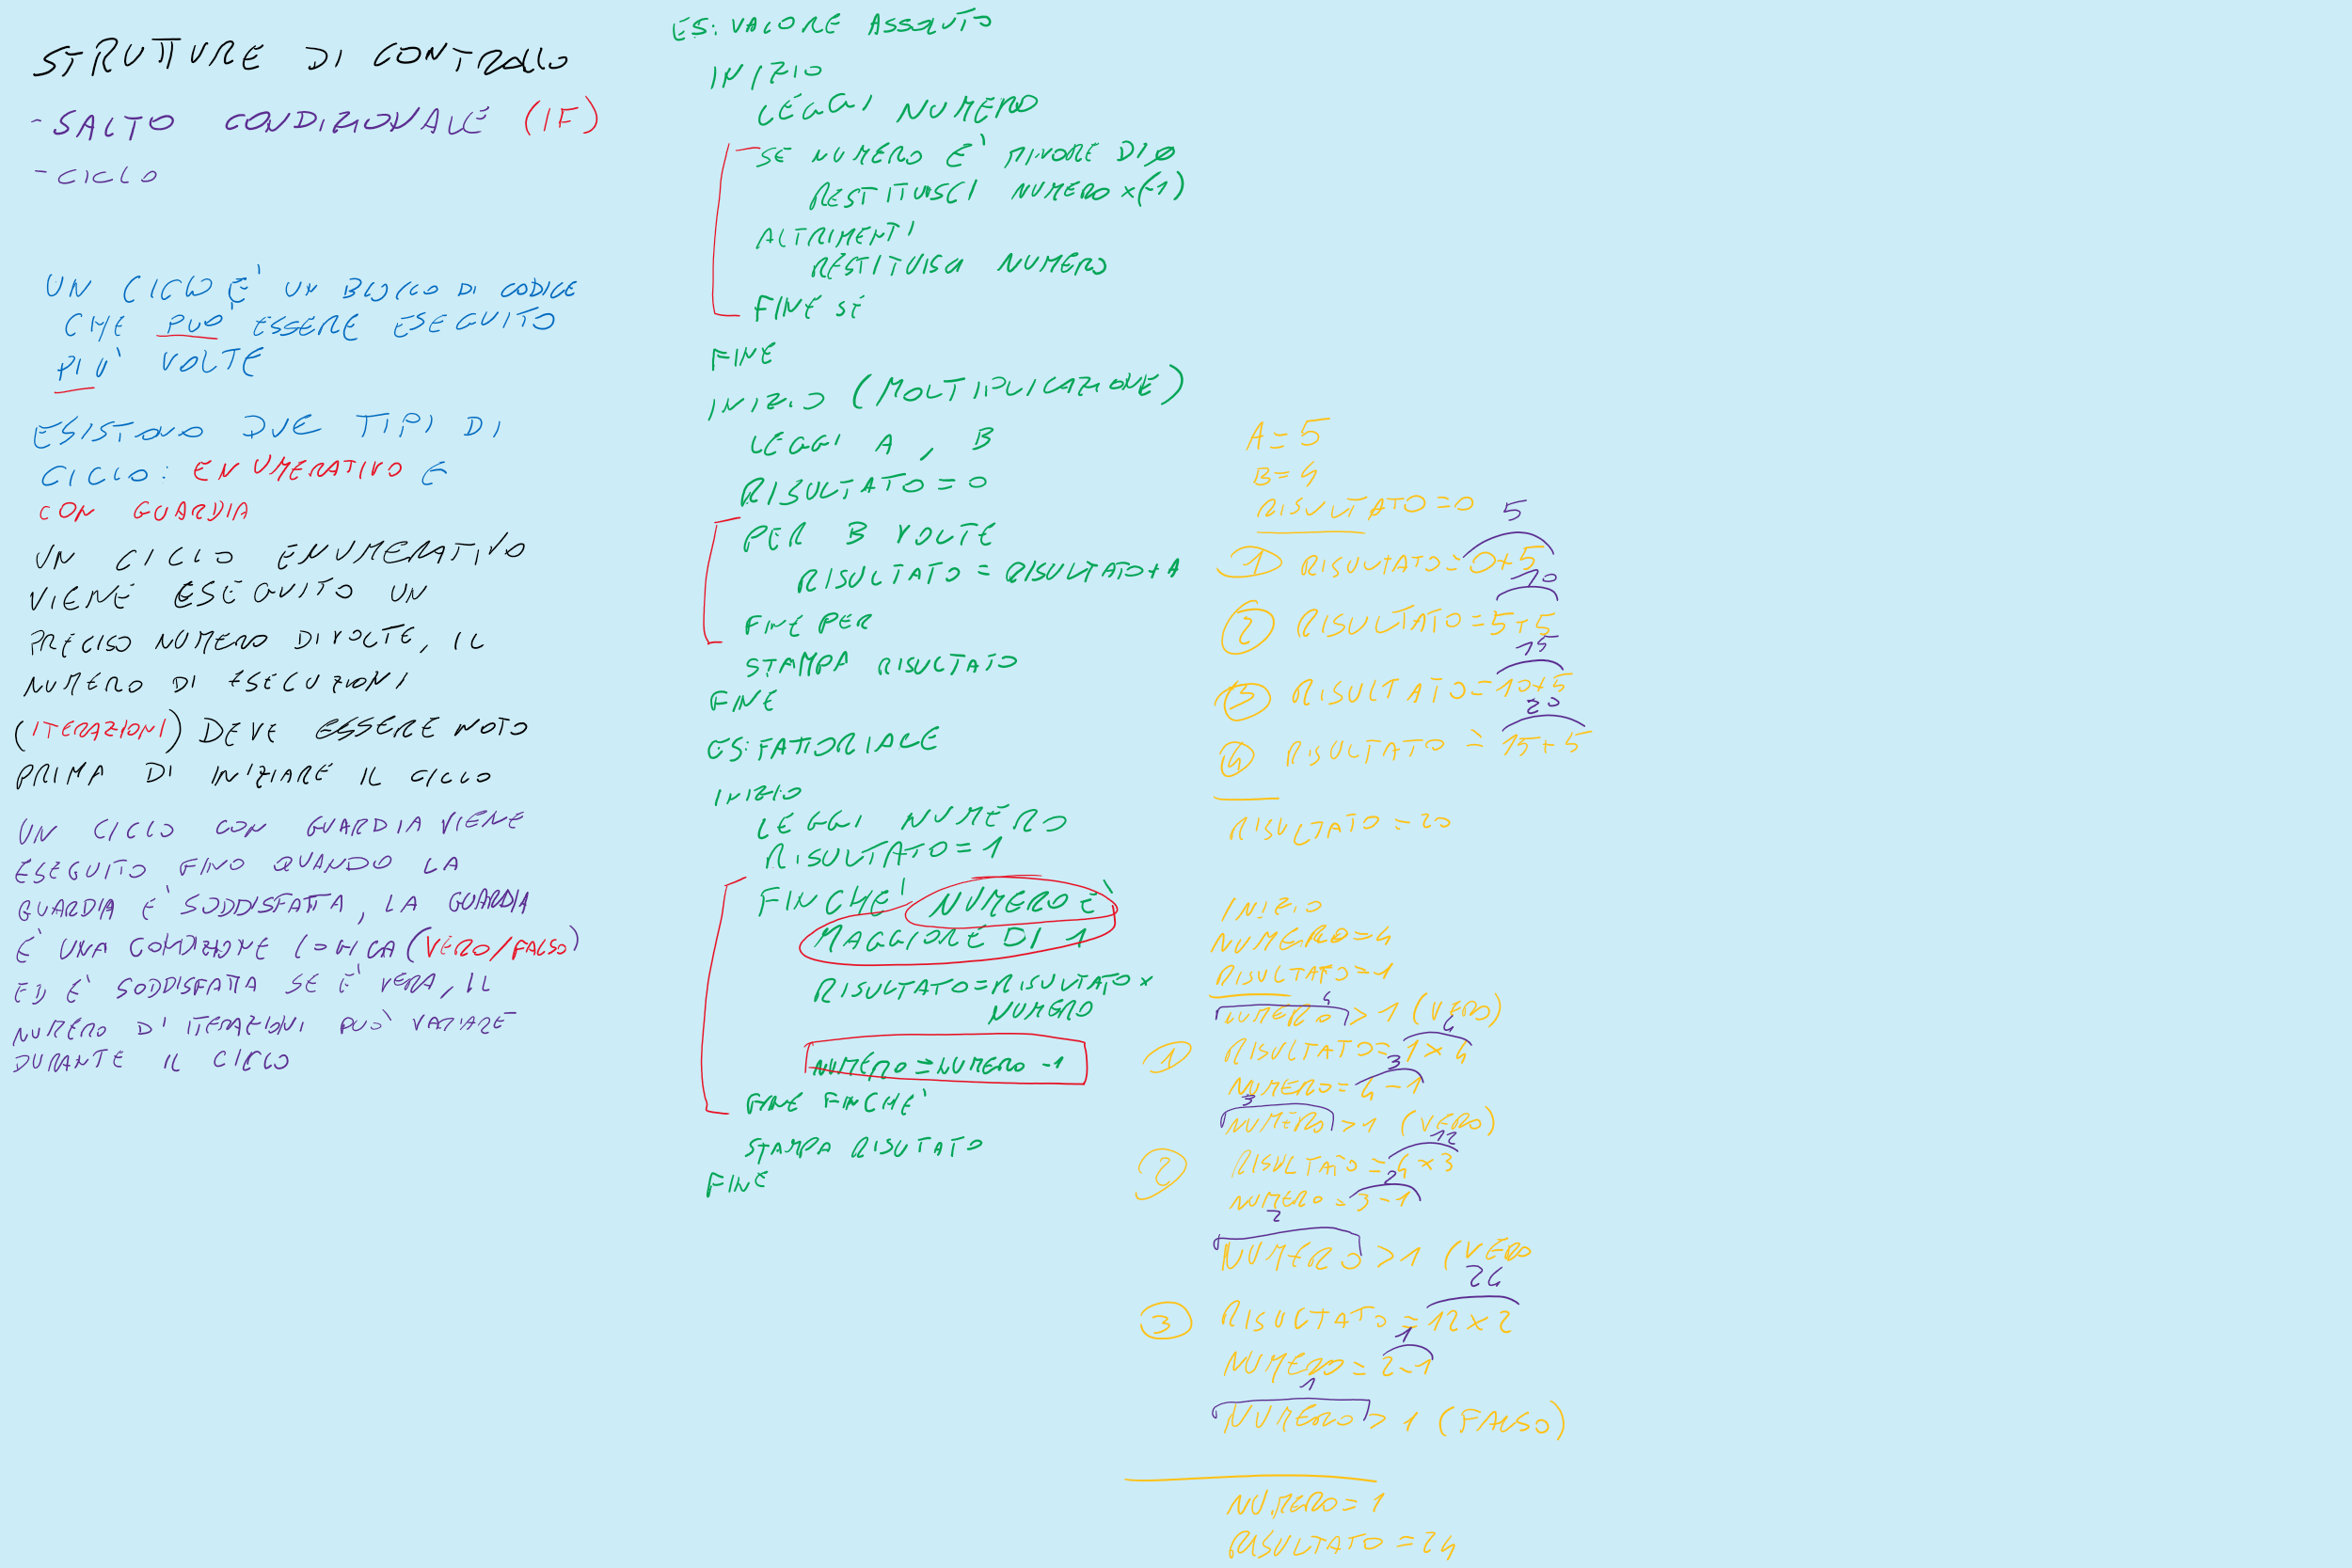 STRUTTURE DI CONTROLLO
- SALTO CONDIZIONALE (IF)
- CICLO
UN CICLO È UN BLOCCO DI CODICE
CHE PUO' ESSERE ESEGUITO
PIU' VOLTE
ESISTONO DUE TIPI DI
CICLO: ENUMERATIVO E
CON GUARDIA
UN CICLO ENUMERATIVO
VIENE ESEGUITO UN
PRECISO NUMERO DI VOLTE, IL
NUMERO DI ESECUZIONI
(ITERAZIONI) DEVE ESSERE NOTO
PRIMA DI INIZIARE IL CICLO
UN CICLO CON GUARDIA VIENE
ESEGUITO FINO QUANDO LA
GUARDIA E' SODDISFATTA, LA GUARDIA
E' UNA CONDIZIONE LOGICA (VERO/FALSO)
ED E' SODDISFATTA SE E' VERA, IL
NUMERO DI ITERAZIONI PUÒ VARIARE
DURANTE IL CICLO
ES: VALORE ASSOLUTO
INIZIO
LEGGI NUMERO
SE NUMERO E' MINORE DI 0
RESTITUISCI NUMERO x(-1)
ALTRIMENTI
RESTITUISCI NUMERO
FINE SE
FINE
INIZIO (MOLTIPLICAZIONE)
LEGGI A, B
RISULTATO = 0
PER B VOLTE
RISULTATO = RISULTATO + A
FINE PER
STAMPA RISULTATO
FINE
ES: FATTORIALE
INIZIO
LEGGI NUMERO
RISULTATO = 1
FINCHE' NUMERO È
MAGGIORE DI 1
RISULTATO = RISULTATO x
NUMERO
NUMERO = NUMERO - 1
FINE FINCHE'
STAMPA RISUTATO
FINE
A = 5
B = 4
RISULTATO = 0
5
1 RISULTATO = 0+5
10
2 RISULTATO = 5+5
15
3 RISULTATO = 10+5
20
4 RISULTATO = 15+5
RISULTATO = 20
INIZIO
NUMERO = 4
RISULTATO = 1
4
NUMERO > 1 (VERO)
4
1 RISULTATO = 1 x 4
3
NUMERO = 4 - 1
3
NUMERO > 1 (VERO)
12
2 RISULTATO = 4 x 3
2
NUMERO = 3 - 1
2
NUMERO > 1 (VERO
24
3 RISULTATO = 12 x 2
1
NUMERO = 2 - 1
1
NUMERO > 1 (FALSO)
NUMERO = 1
RISULTATO = 24